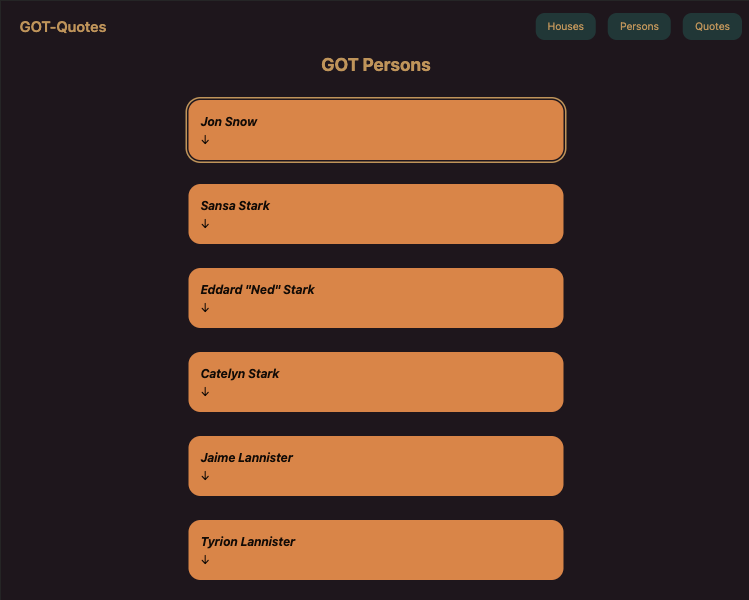 GOT-Quotes
Houses
Persons
Quotes
GOT Persons
Jon Snow
↓
Sansa Stark
↓
Eddard "Ned" Stark
↓
Catelyn Stark
↓
Jaime Lannister
↓
Tyrion Lannister
↓